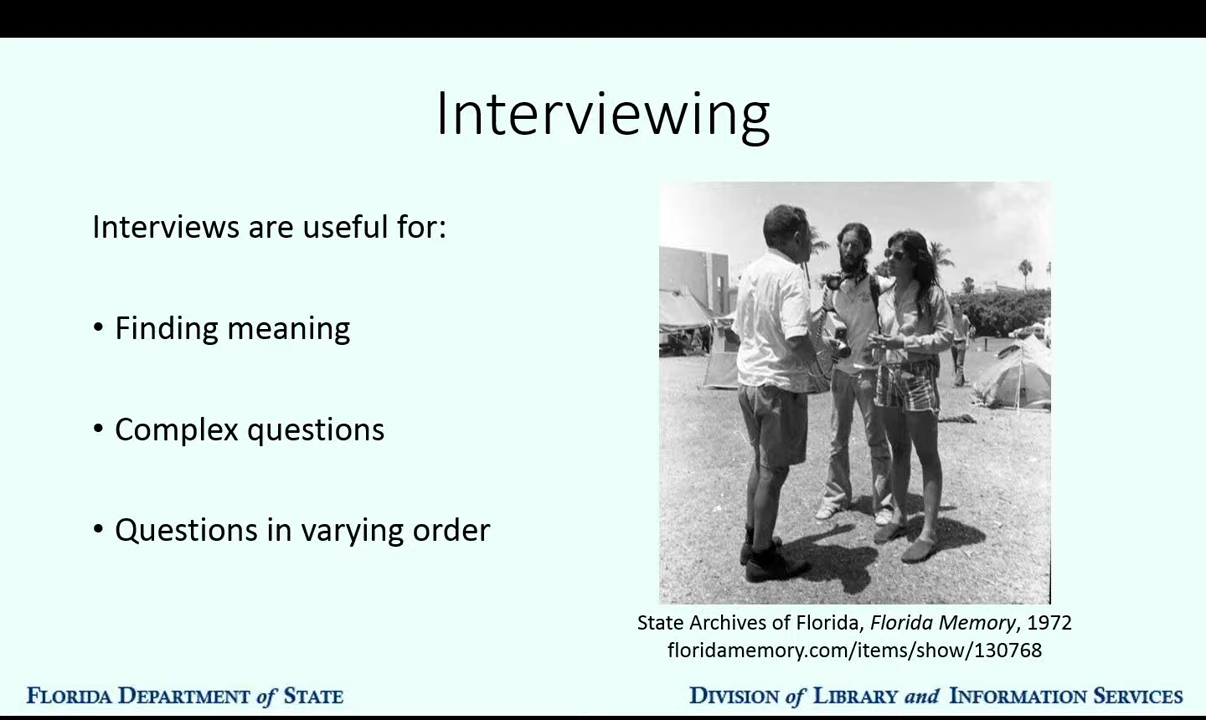 Interviewing
Interviews are useful for:
• Finding meaning
• Complex questions
• Questions in varying order
State Archives of Florida, Florida Memory, 1972
floridamemory.com/items/show/130768
FLORIDA DEPARTMENT of STATE
DIVISION of LIBRARY and INFORMATION SERVICES